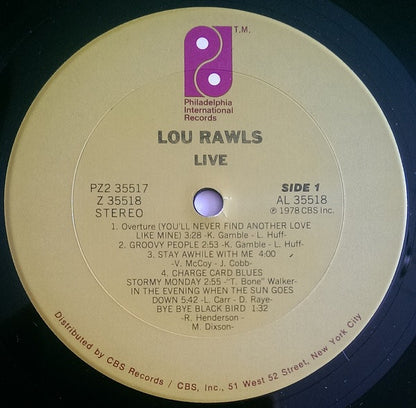 T.M.
Philadelphia
International
Records
LOU RAWLS
LIVE
PZ2 35517
Z 35518
STEREO
SIDE 1
AL 35518
℗ 1978 CBS Inc.
1. Overture (YOU'LL NEVER FIND ANOTHER LOVE
LIKE MINE) 3:28 -K. Gamble - L. Huff-
2. GROOVY PEOPLE 2:53 -K. Gamble - L. Huff-
3. STAY AWHILE WITH ME 4:00
-V. McCoy - J. Cobb-
4. CHARGE CARD BLUES
STORMY MONDAY 2:55 -"T. Bone" Walker-
IN THE EVENING WHEN THE SUN GOES
DOWN 5:42 -L. Carr - D. Raye-
BYE BYE BLACK BIRD 1:32
-R. Henderson -
M. Dixson-
Distributed by CBS Records / CBS, Inc., 51 West 52 Street, New York City